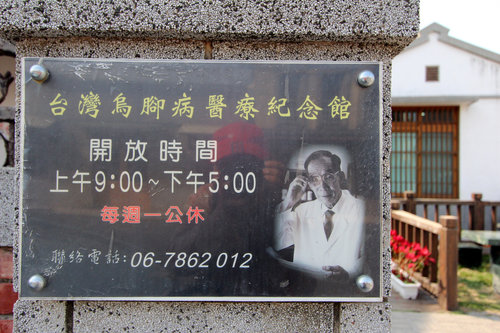 台灣烏腳病醫療紀念館
開放時間
上午9:00~下午5:00
每週一公休
聯絡電話:06-7862012